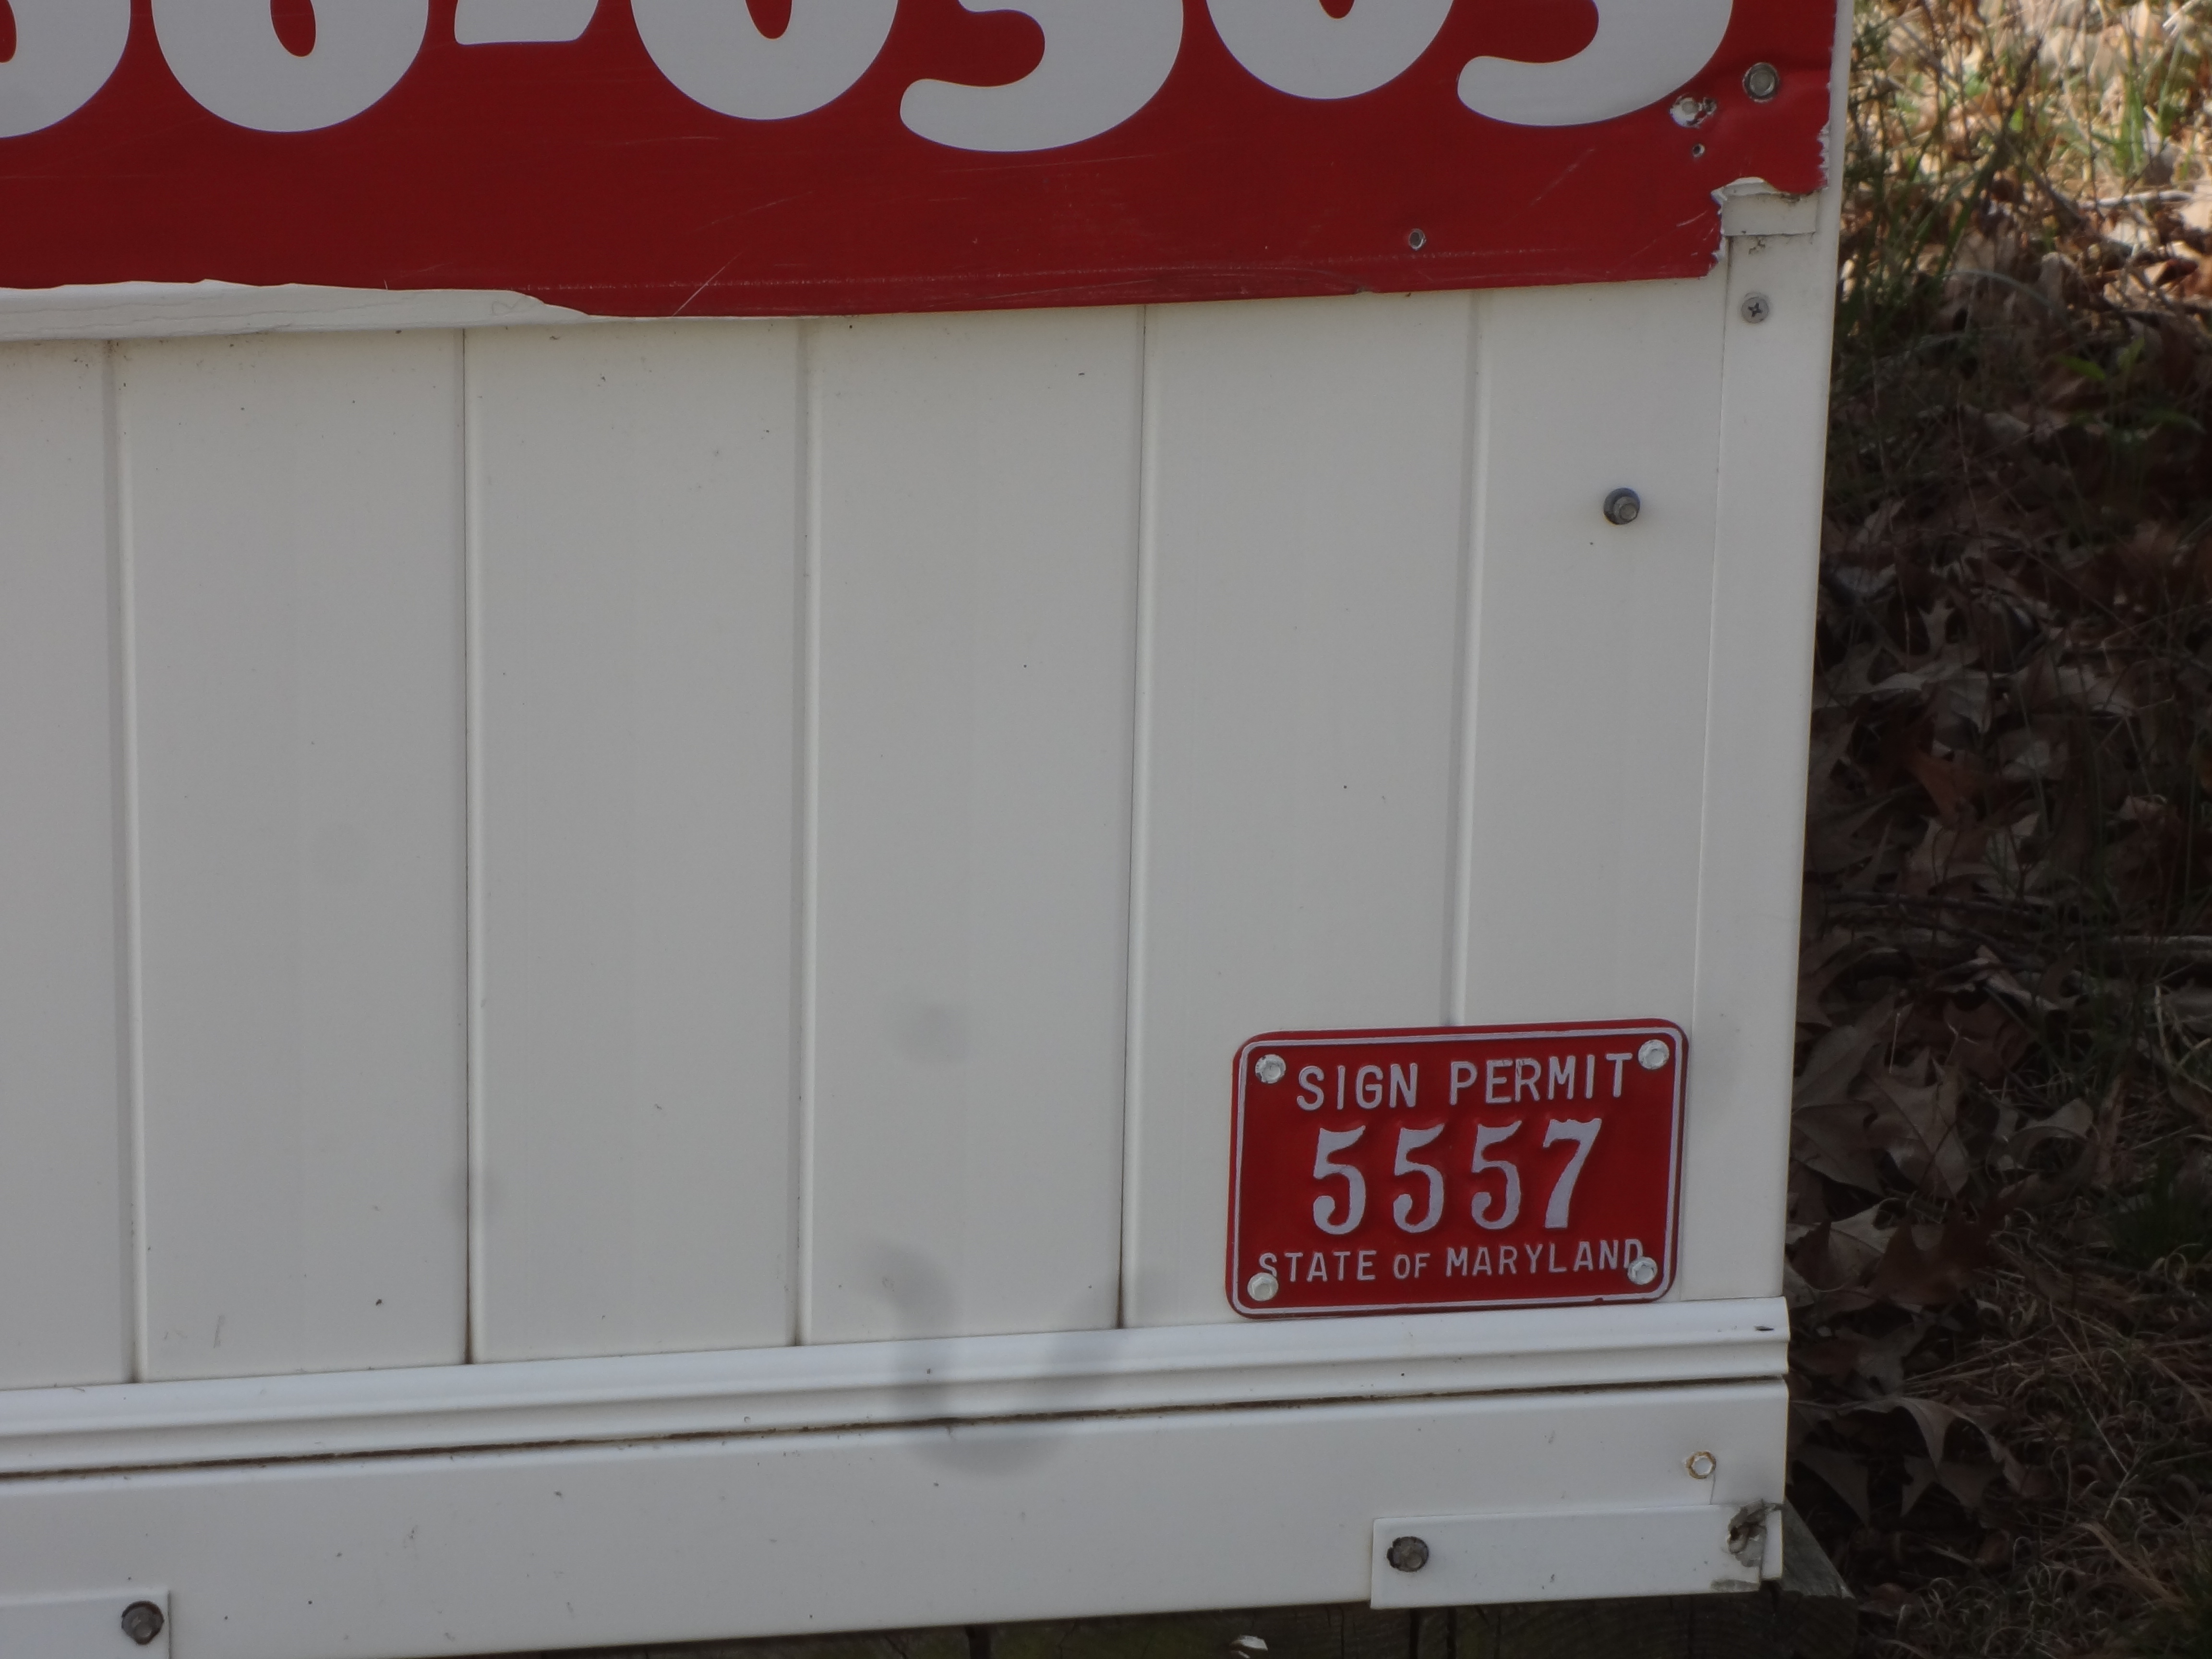 SIGN PERMIT
5557
STATE OF MARYLAND